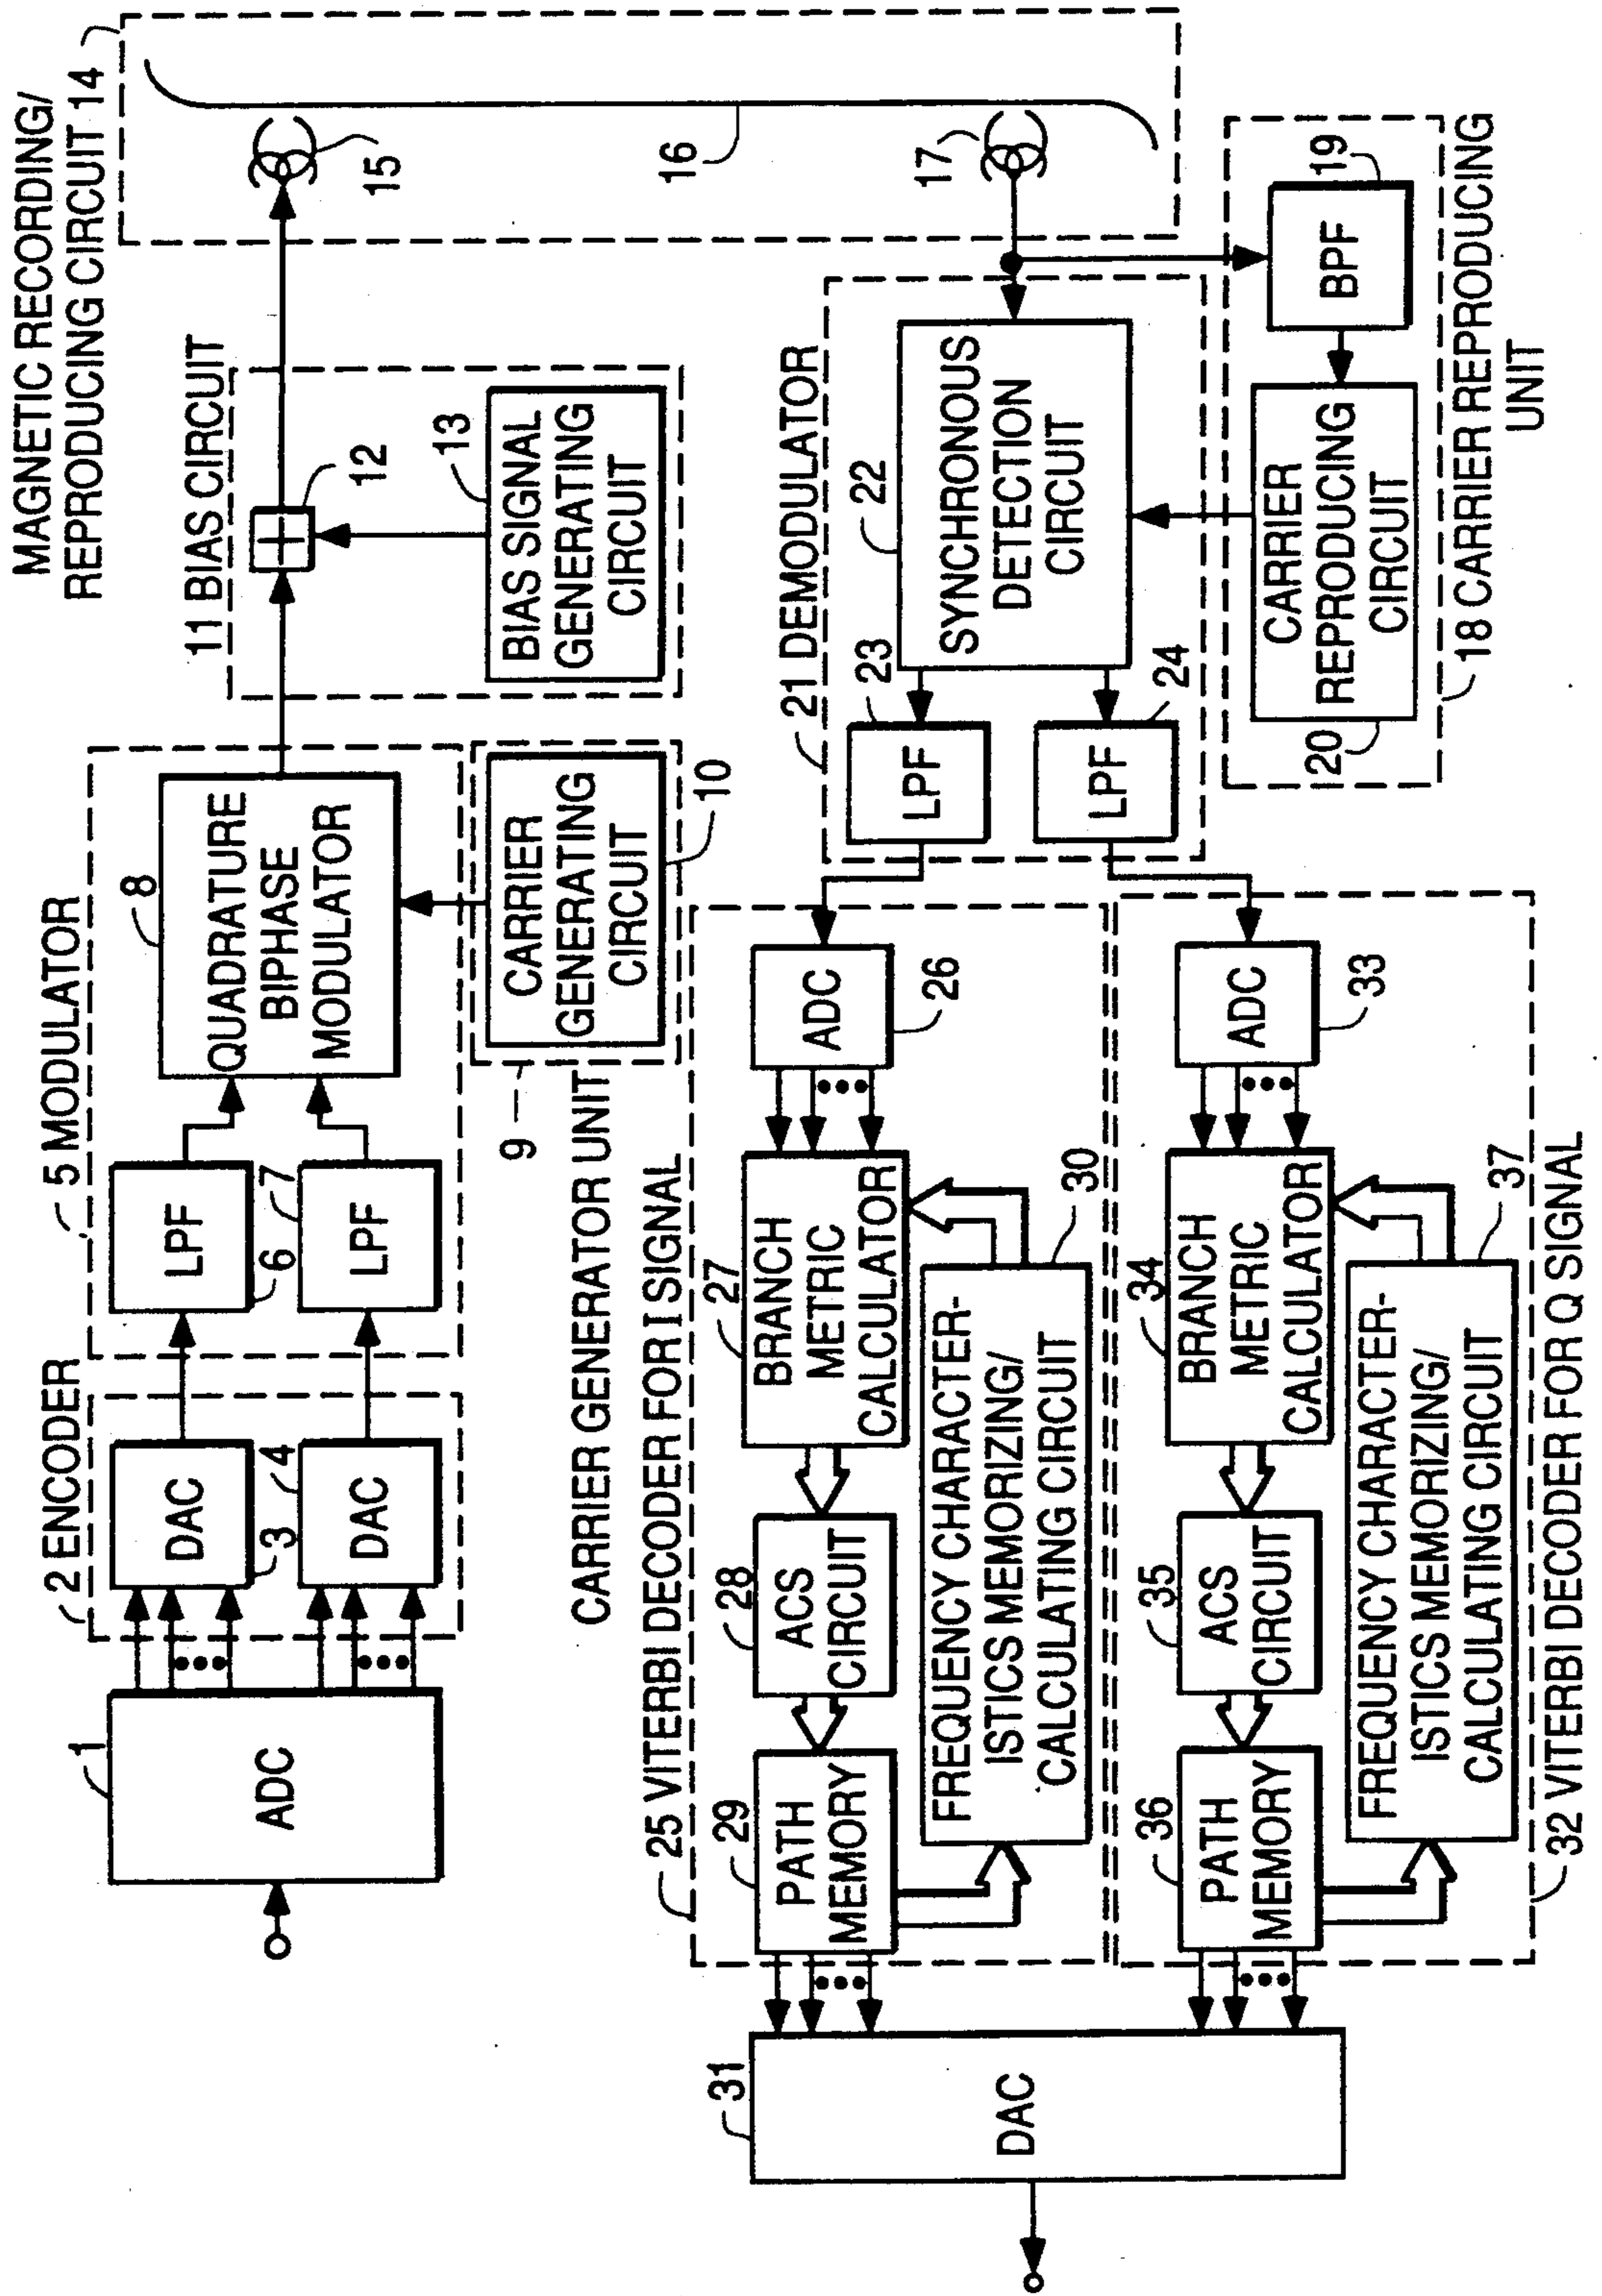 MAGNETIC RECORDING/
REPRODUCING CIRCUIT 14
2 ENCODER
5 MODULATOR
11 BIAS CIRCUIT
1
ADC
DAC
3
4
DAC
LPF
6
7
LPF
8
QUADRATURE
BIPHASE
MODULATOR
12
13
BIAS SIGNAL
GENERATING
CIRCUIT
15
16
17
9
CARRIER GENERATOR UNIT
CARRIER
GENERATING
CIRCUIT
10
25 VITERBI DECODER FOR I SIGNAL
21 DEMODULATOR
31
DAC
29
PATH
MEMORY
28
ACS
CIRCUIT
27
BRANCH
METRIC
CALCULATOR
ADC
26
FREQUENCY CHARACTER-
ISTICS MEMORIZING/
CALCULATING CIRCUIT
30
23
LPF
LPF
24
22
SYNCHRONOUS
DETECTION
CIRCUIT
36
PATH
MEMORY
35
ACS
CIRCUIT
34
BRANCH
METRIC
CALCULATOR
ADC
33
FREQUENCY CHARACTER-
ISTICS MEMORIZING/
CALCULATING CIRCUIT
37
32 VITERBI DECODER FOR Q SIGNAL
20
CARRIER
REPRODUCING
CIRCUIT
BPF
19
18 CARRIER REPRODUCING
UNIT